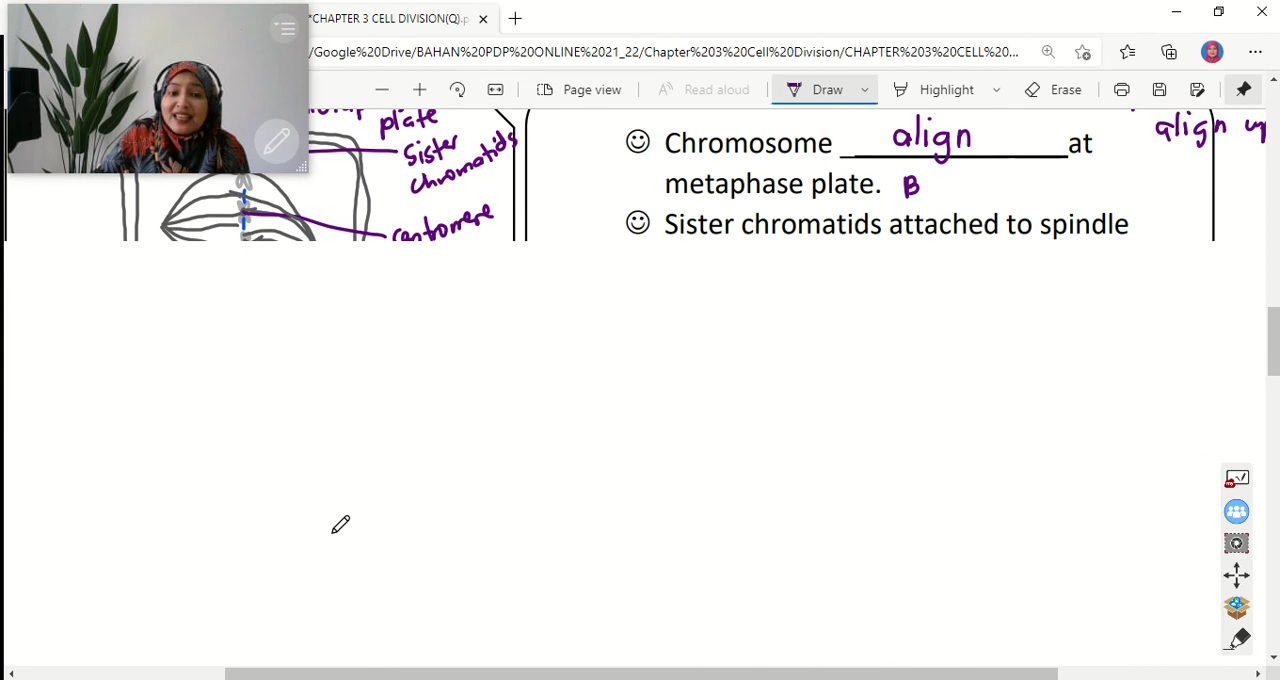 *CHAPTER 3 CELL DIVISION(Q).p
/Google%20Drive/BAHAN%20PDP%20ONLINE%2021_22/Chapter%203%20Cell%20Division/CHAPTER%203%20CELL%20...
Page view
Read aloud
Draw
Highlight
Erase
plate
Sister
chromatids
centomere
Chromosome align at
metaphase plate. B
Sister chromatids attached to spindle
align up